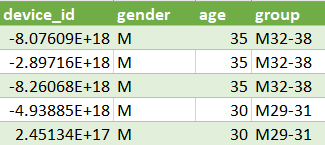 device_id gender age group
-8.07609E+18 M 35 M32-38
-2.89716E+18 M 35 M32-38
-8.26068E+18 M 35 M32-38
-4.93885E+18 M 30 M29-31
2.45134E+17 M 30 M29-31